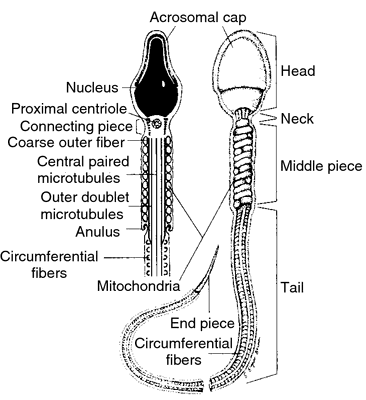 Acrosomal cap
Head
Nucleus
Proximal centriole
Neck
Connecting piece
Coarse outer fiber
Central paired
microtubules
Middle piece
Outer doublet
microtubules
Anulus
Circumferential
fibers
Mitochondria
Tail
End piece
Circumferential
fibers